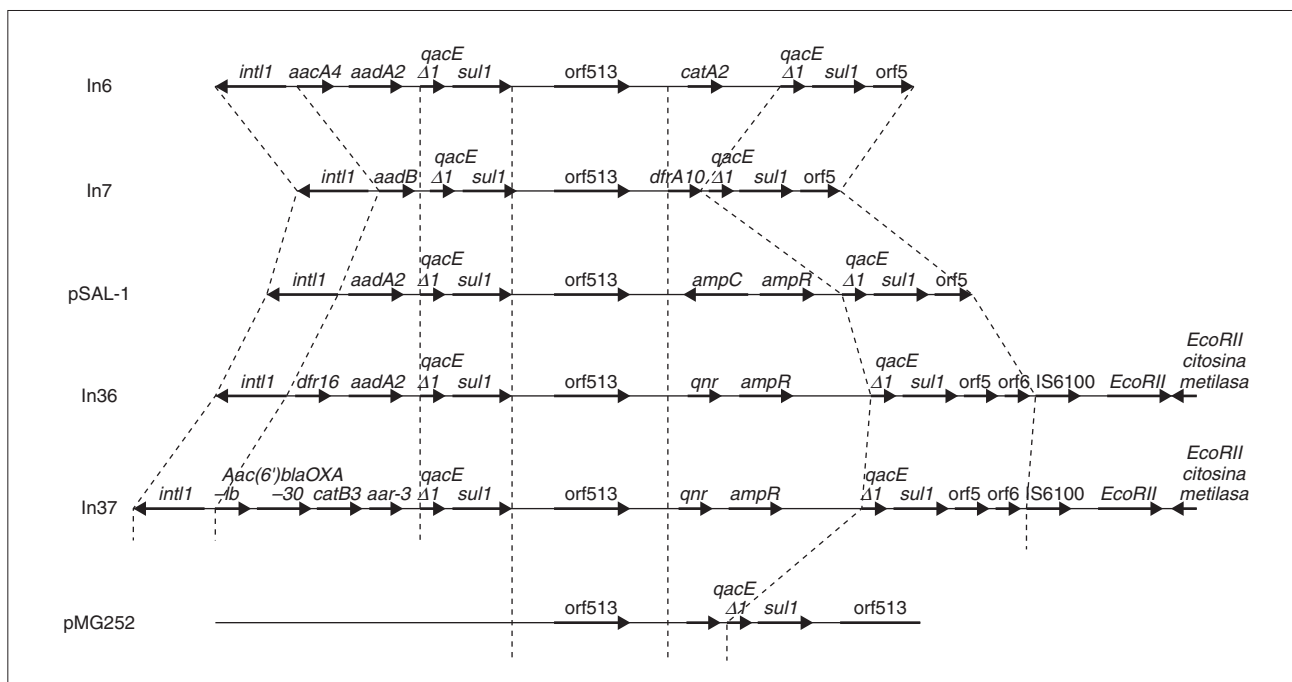 qacE qacE
intI1 aacA4 aadA2 Δ1 sul1 orf513 catA2 Δ1 sul1 orf5
In6
qacE qacE
intI1 aadB Δ1 sul1 orf513 dfrA10 Δ1 sul1 orf5
In7
qacE qacE
intI1 aadA2 Δ1 sul1 orf513 ampC ampR Δ1 sul1 orf5
pSAL-1
EcoRII
qacE qacE citosina
intI1 dfr16 aadA2 Δ1 sul1 orf513 qnr ampR Δ1 sul1 orf5 orf6 IS6100 EcoRII metilasa
In36
EcoRII
Aac(6')blaOXA qacE qacE citosina
intI1 –Ib –30 catB3 aar-3 Δ1 sul1 orf513 qnr ampR Δ1 sul1 orf5 orf6 IS6100 EcoRII metilasa
In37
qacE
orf513 Δ1 sul1 orf513
pMG252